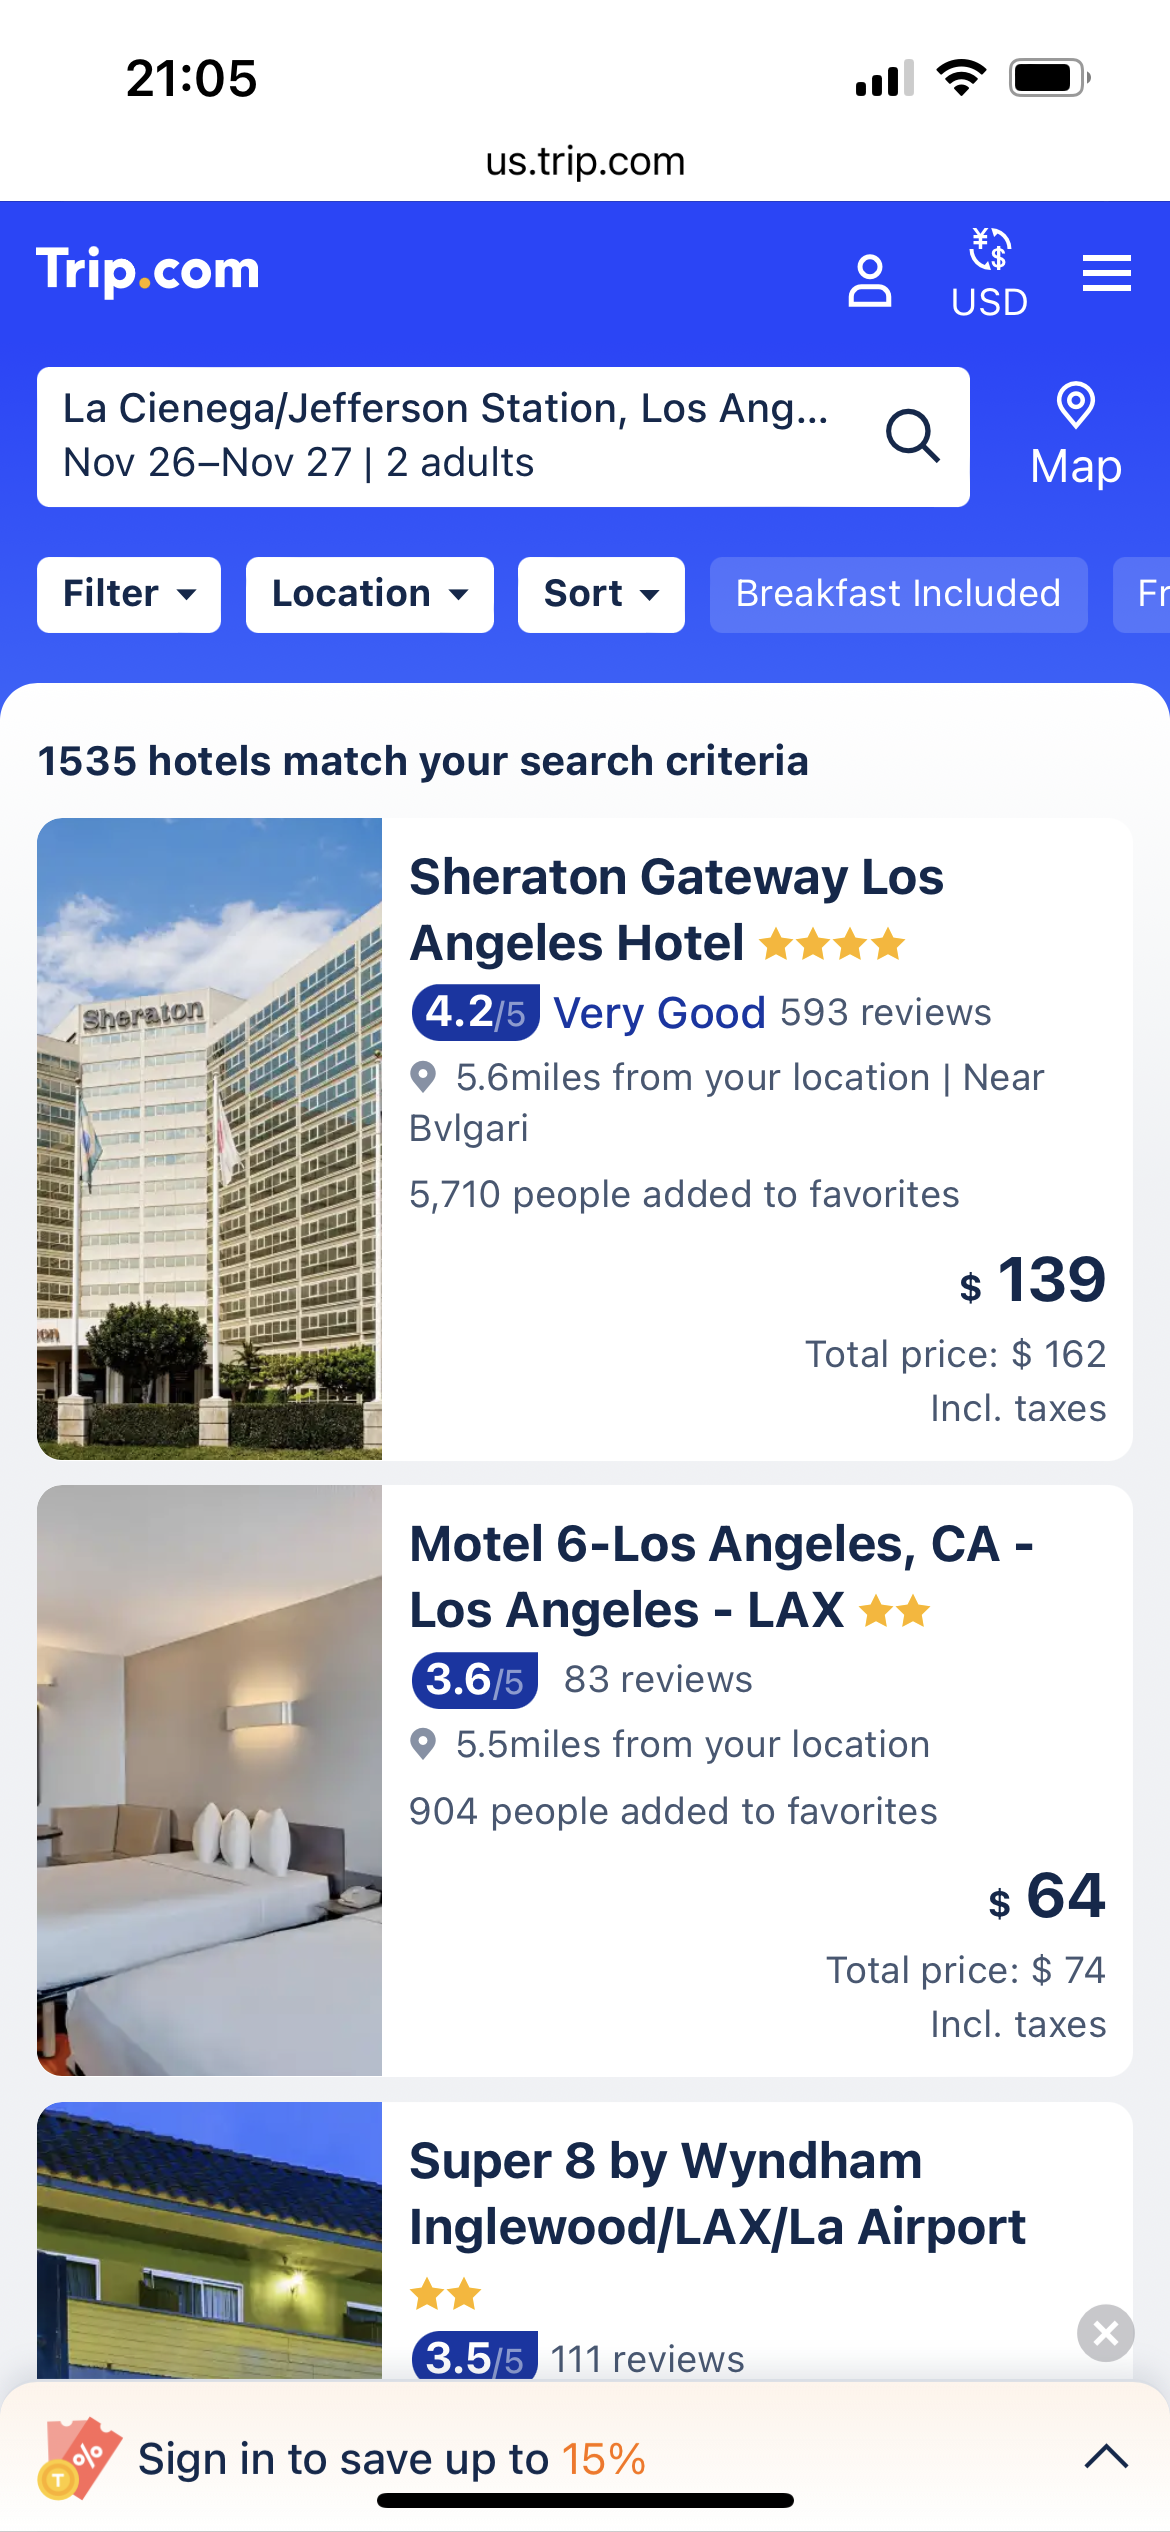 21:05
us.trip.com
Trip.com
USD
La Cienega/Jefferson Station, Los Ang...
Nov 26–Nov 27 | 2 adults
Map
Filter
Location
Sort
Breakfast Included
Fr
1535 hotels match your search criteria
Sheraton
Sheraton Gateway Los
Angeles Hotel
4.2/5 Very Good 593 reviews
5.6miles from your location | Near
Bvlgari
5,710 people added to favorites
$ 139
Total price: $ 162
Incl. taxes
Motel 6-Los Angeles, CA -
Los Angeles - LAX
3.6/5 83 reviews
5.5miles from your location
904 people added to favorites
$ 64
Total price: $ 74
Incl. taxes
Super 8 by Wyndham
Inglewood/LAX/La Airport
3.5/5 111 reviews
Sign in to save up to 15%